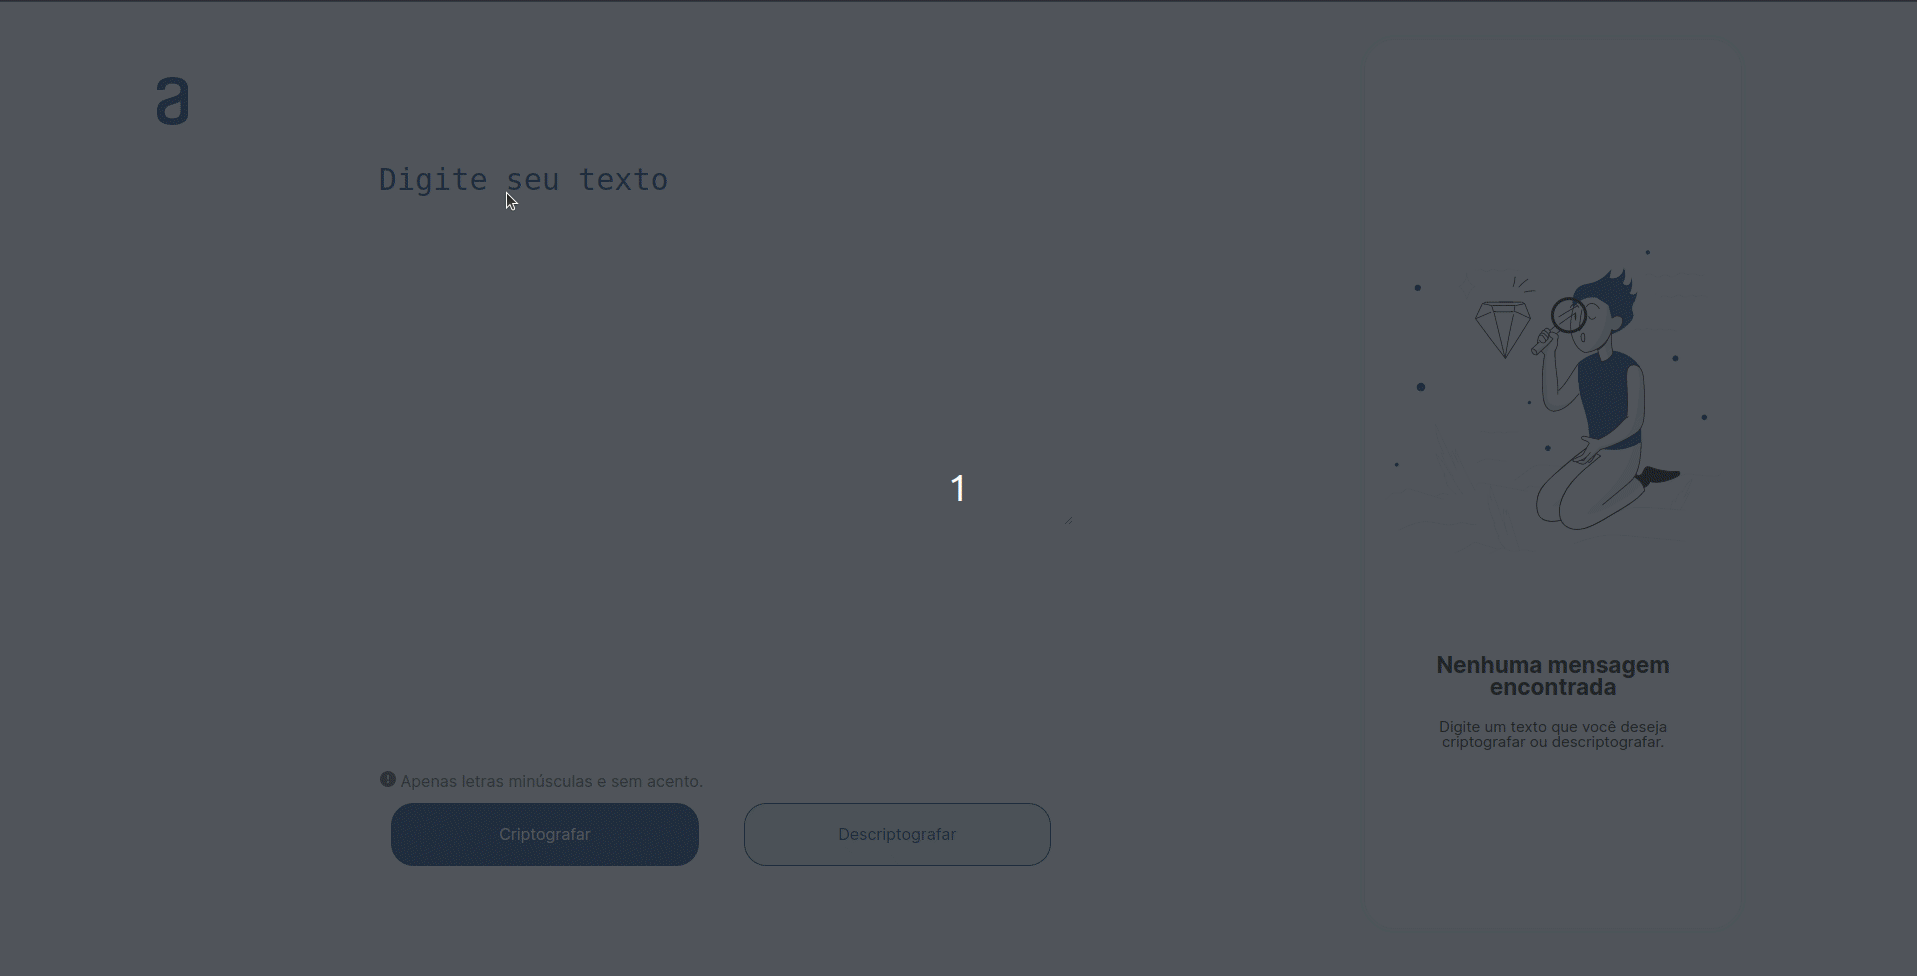 a
Digite seu texto
1
Nenhuma mensagem
encontrada
Digite um texto que você deseja
criptografar ou descriptografar.
Apenas letras minúsculas e sem acento.
Criptografar
Descriptografar